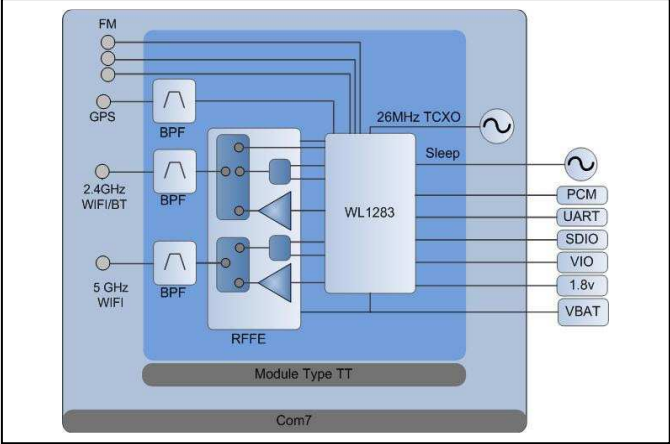 FM
GPS
BPF
2.4GHz
WIFI/BT
BPF
5 GHz
WIFI
BPF
RFFE
WL1283
26MHz TCXO
Sleep
PCM
UART
SDIO
VIO
1.8v
VBAT
Module Type TT
Com7